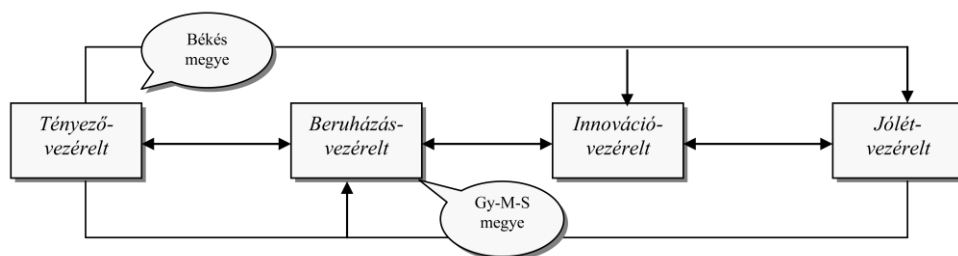 Békés
megye
Tényező-
vezérelt
Beruházás-
vezérelt
Innováció-
vezérelt
Jólét-
vezérelt
Gy-M-S
megye